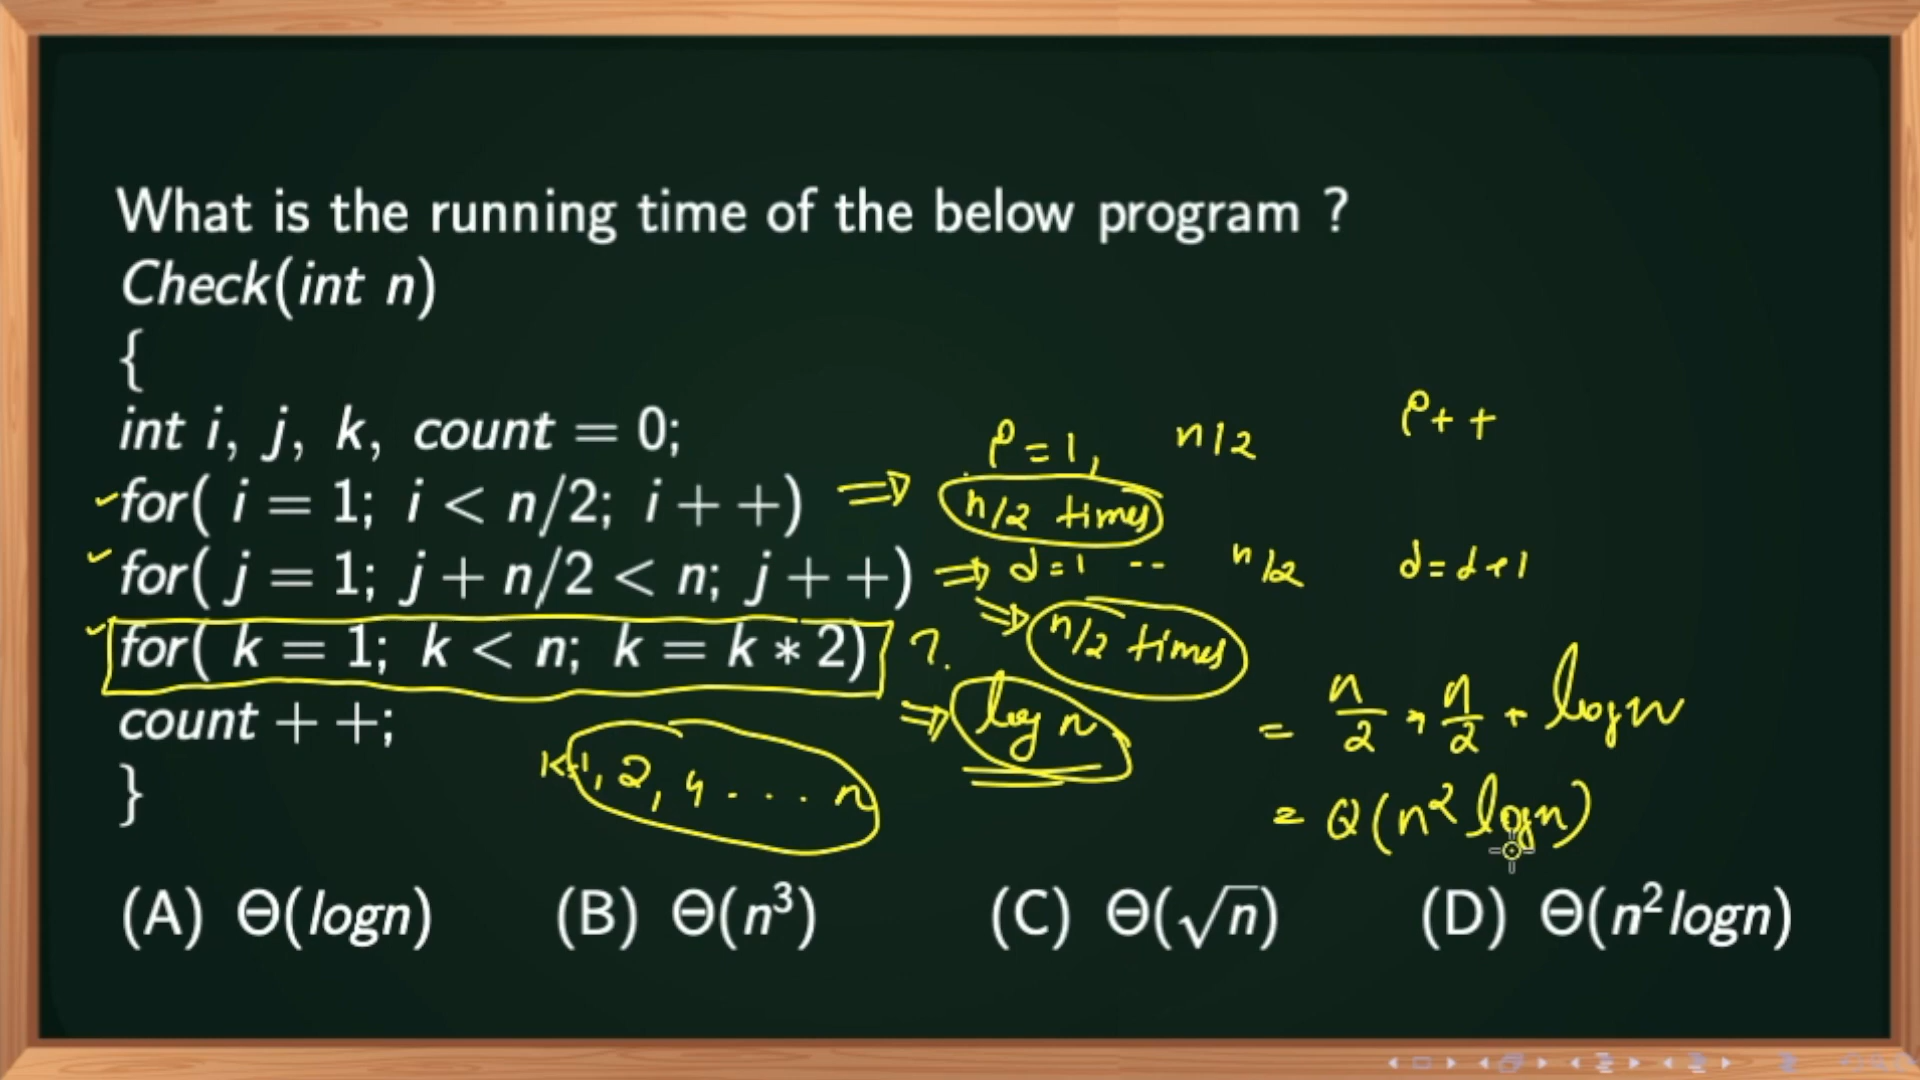 What is the running time of the below program ?
Check(int n)
{
int i, j, k, count = 0;
i++
i=1, n/2
for( i = 1; i < n/2; i + +) ⇒ n/2 times
for( j = 1; j + n/2 < n; j + +) ⇒ j=1 -- n/2 j=j+1
⇒ n/2 times
for( k = 1; k < n; k = k ∗ 2) ?
count + +; ⇒ log n
= n/2 * n/2 * logn
k=1, 2, 4 . . . . n
= Θ(n² logn)
}
(A) Θ(logn) (B) Θ(n³) (C) Θ(√n) (D) Θ(n²logn)